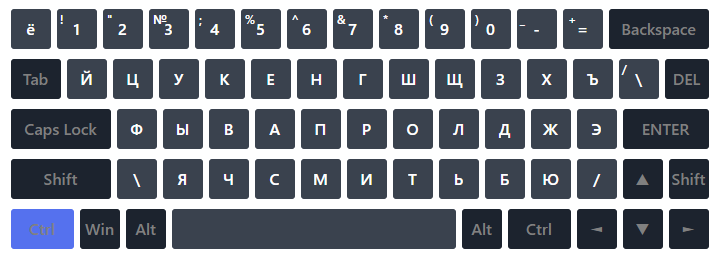 ё ! 1 " 2 № 3 ; 4 % 5 ^ 6 & 7 * 8 ( 9 ) 0 _ - + = Backspace
Tab Й Ц У К Е Н Г Ш Щ З Х Ъ / \ DEL
Caps Lock Ф Ы В А П Р О Л Д Ж Э ENTER
Shift \ Я Ч С М И Т Ь Б Ю / ▲ Shift
Ctrl Win Alt Alt Ctrl ◄ ▼ ►